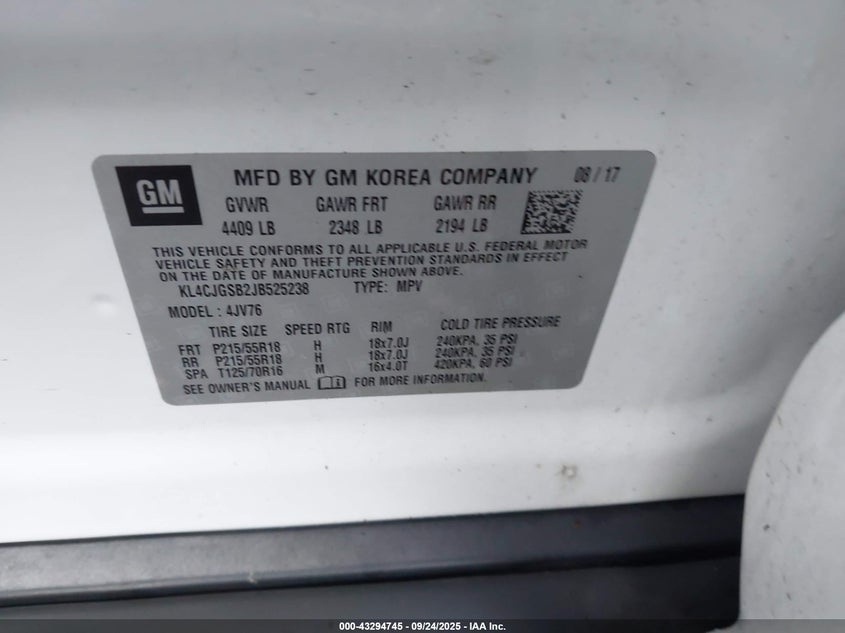 GM
MFD BY GM KOREA COMPANY 08 / 17
GVWR GAWR FRT GAWR RR
4409 LB 2348 LB 2194 LB
THIS VEHICLE CONFORMS TO ALL APPLICABLE U.S. FEDERAL MOTOR
VEHICLE SAFETY AND THEFT PREVENTION STANDARDS IN EFFECT
ON THE DATE OF MANUFACTURE SHOWN ABOVE.
KL4CJGSB2JB525238 TYPE: MPV
MODEL : 4JV76
TIRE SIZE SPEED RTG RIM COLD TIRE PRESSURE
FRT P215/55R18 H 18x7.0J 240KPA, 35 PSI
RR P215/55R18 H 18x7.0J 240KPA, 35 PSI
SPA T125/70R16 M 16x4.0T 420KPA, 60 PSI
SEE OWNER'S MANUAL FOR MORE INFORMATION.
000-43294745 - 09/24/2025 - IAA Inc.